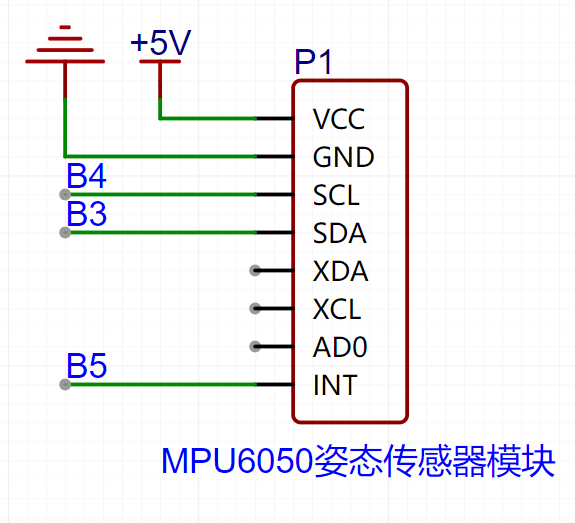 +5V
P1
VCC
GND
B4
SCL
B3
SDA
XDA
XCL
AD0
B5
INT
MPU6050姿态传感器模块